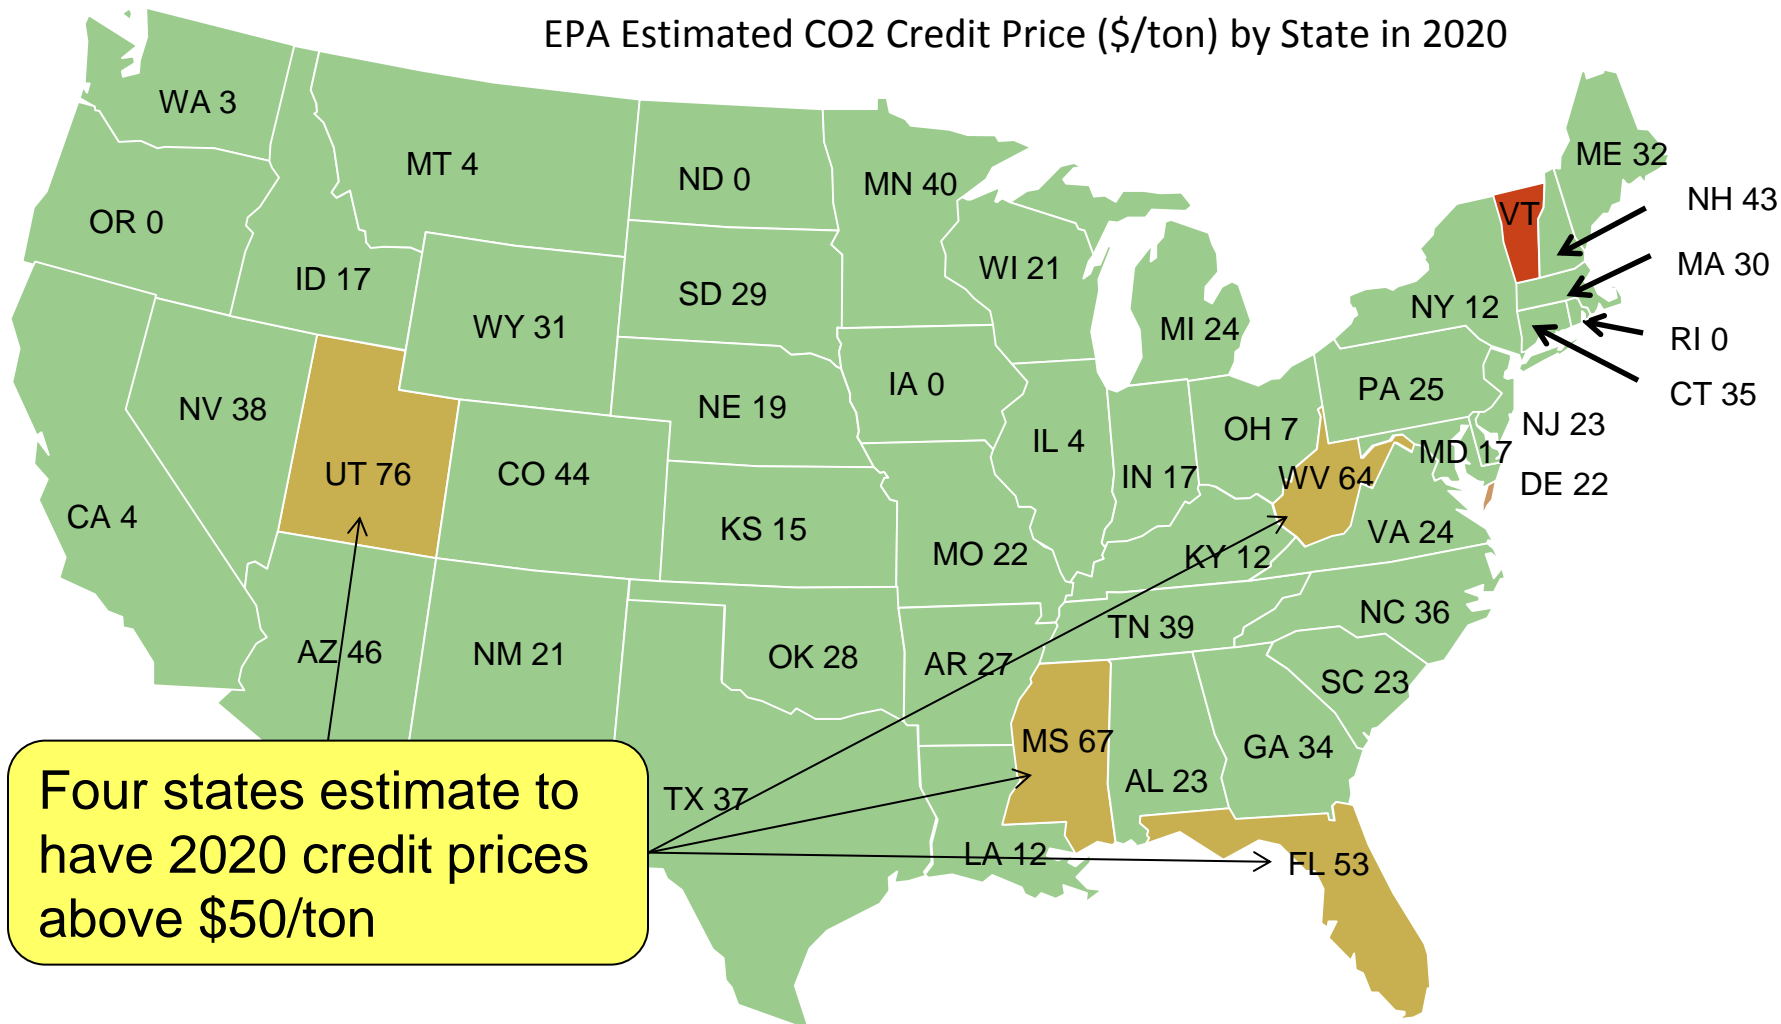 EPA Estimated CO2 Credit Price ($/ton) by State in 2020
WA 3
MT 4
ND 0
MN 40
ME 32
NH 43
VT
OR 0
ID 17
SD 29
WI 21
MA 30
WY 31
MI 24
NY 12
RI 0
NV 38
NE 19
IA 0
PA 25
CT 35
UT 76
CO 44
IL 4
IN 17
OH 7
WV 64
MD 17
NJ 23
DE 22
CA 4
KS 15
MO 22
KY 12
VA 24
AZ 46
NM 21
OK 28
AR 27
TN 39
NC 36
SC 23
TX 37
MS 67
AL 23
GA 34
LA 12
FL 53
Four states estimate to
have 2020 credit prices
above $50/ton